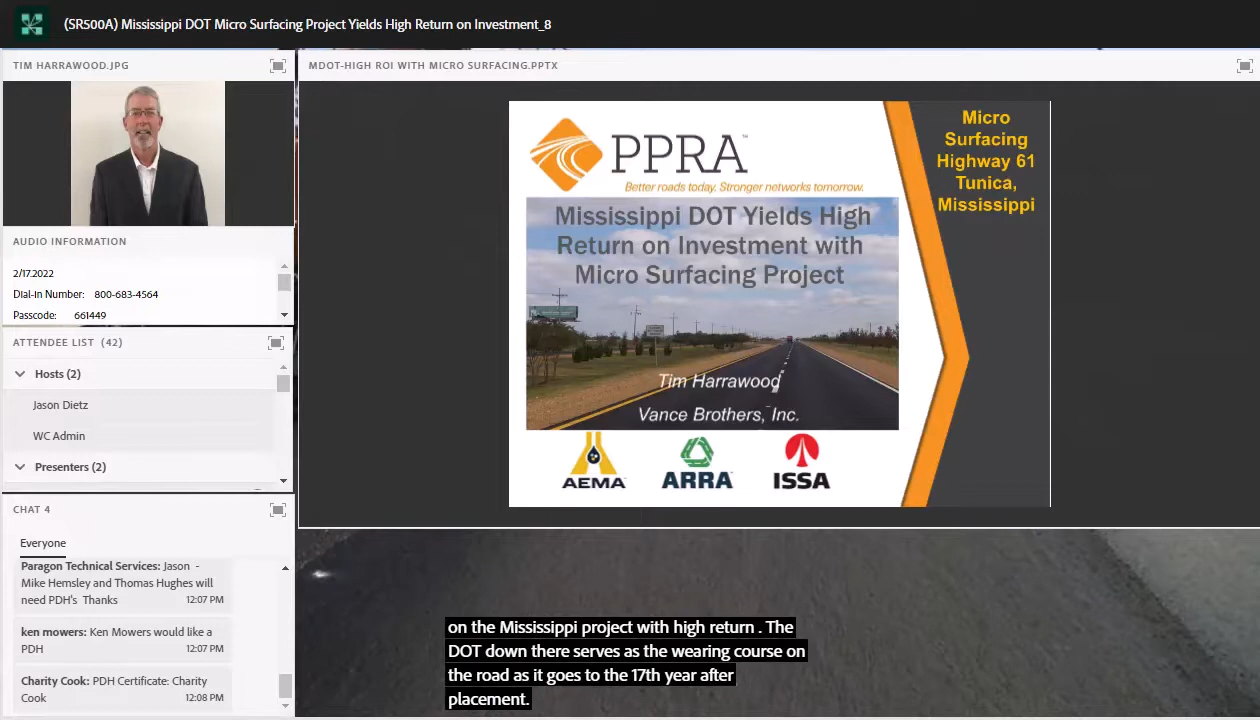 (SR500A) Mississippi DOT Micro Surfacing Project Yields High Return on Investment_8
TIM HARRAWOOD.JPG
AUDIO INFORMATION
2/17.2022
Dial-In Number: 800-683-4564
Passcode: 661449
ATTENDEE LIST (42)
Hosts (2)
Jason Dietz
WC Admin
Presenters (2)
CHAT 4
Everyone
Paragon Technical Services: Jason -
Mike Hemsley and Thomas Hughes will
need PDH's Thanks
12:07 PM
ken mowers: Ken Mowers would like a
PDH
12:07 PM
Charity Cook: PDH Certificate: Charity
Cook
12:08 PM
MDOT-HIGH ROI WITH MICRO SURFACING.PPTX
PPRA™
Better roads today. Stronger networks tomorrow.
Mississippi DOT Yields High
Return on Investment with
Micro Surfacing Project
Tim Harrawood
Vance Brothers, Inc.
AEMA
ARRA
ISSA
Micro
Surfacing
Highway 61
Tunica,
Mississippi
on the Mississippi project with high return . The
DOT down there serves as the wearing course on
the road as it goes to the 17th year after
placement.